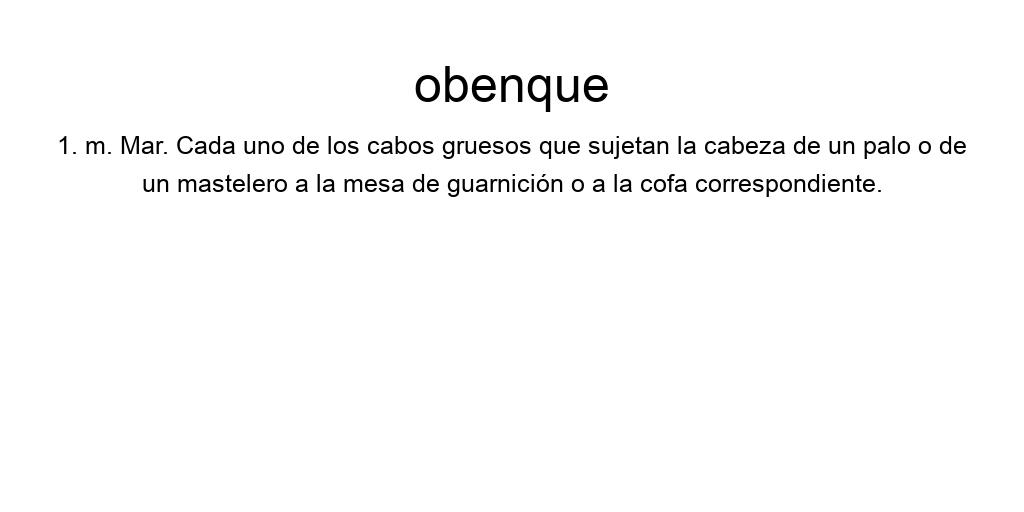 obenque
1. m. Mar. Cada uno de los cabos gruesos que sujetan la cabeza de un palo o de
un mastelero a la mesa de guarnición o a la cofa correspondiente.